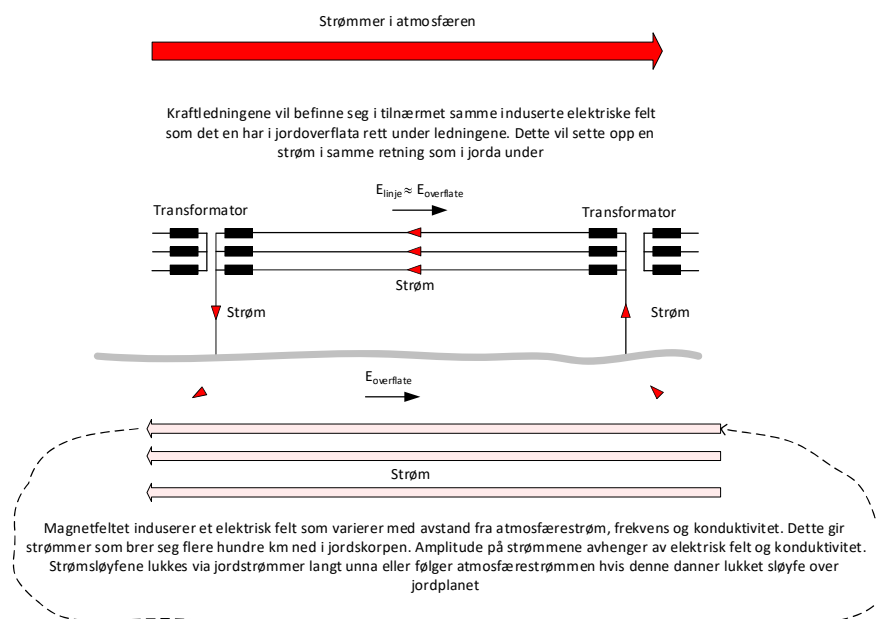 Strømmer i atmosfæren
Kraftledningene vil befinne seg i tilnærmet samme induserte elektriske felt
som det en har i jordoverflata rett under ledningene. Dette vil sette opp en
strøm i samme retning som i jorda under
E_linje ≈ E_overflate
Transformator
Transformator
Strøm
Strøm
Strøm
E_overflate
Strøm
Magnetfeltet induserer et elektrisk felt som varierer med avstand fra atmosfærestrøm, frekvens og konduktivitet. Dette gir
strømmer som brer seg flere hundre km ned i jordskorpen. Amplitude på strømmene avhenger av elektrisk felt og konduktivitet.
Strømsløyfene lukkes via jordstrømmer langt unna eller følger atmosfærestrømmen hvis denne danner lukket sløyfe over
jordplanet